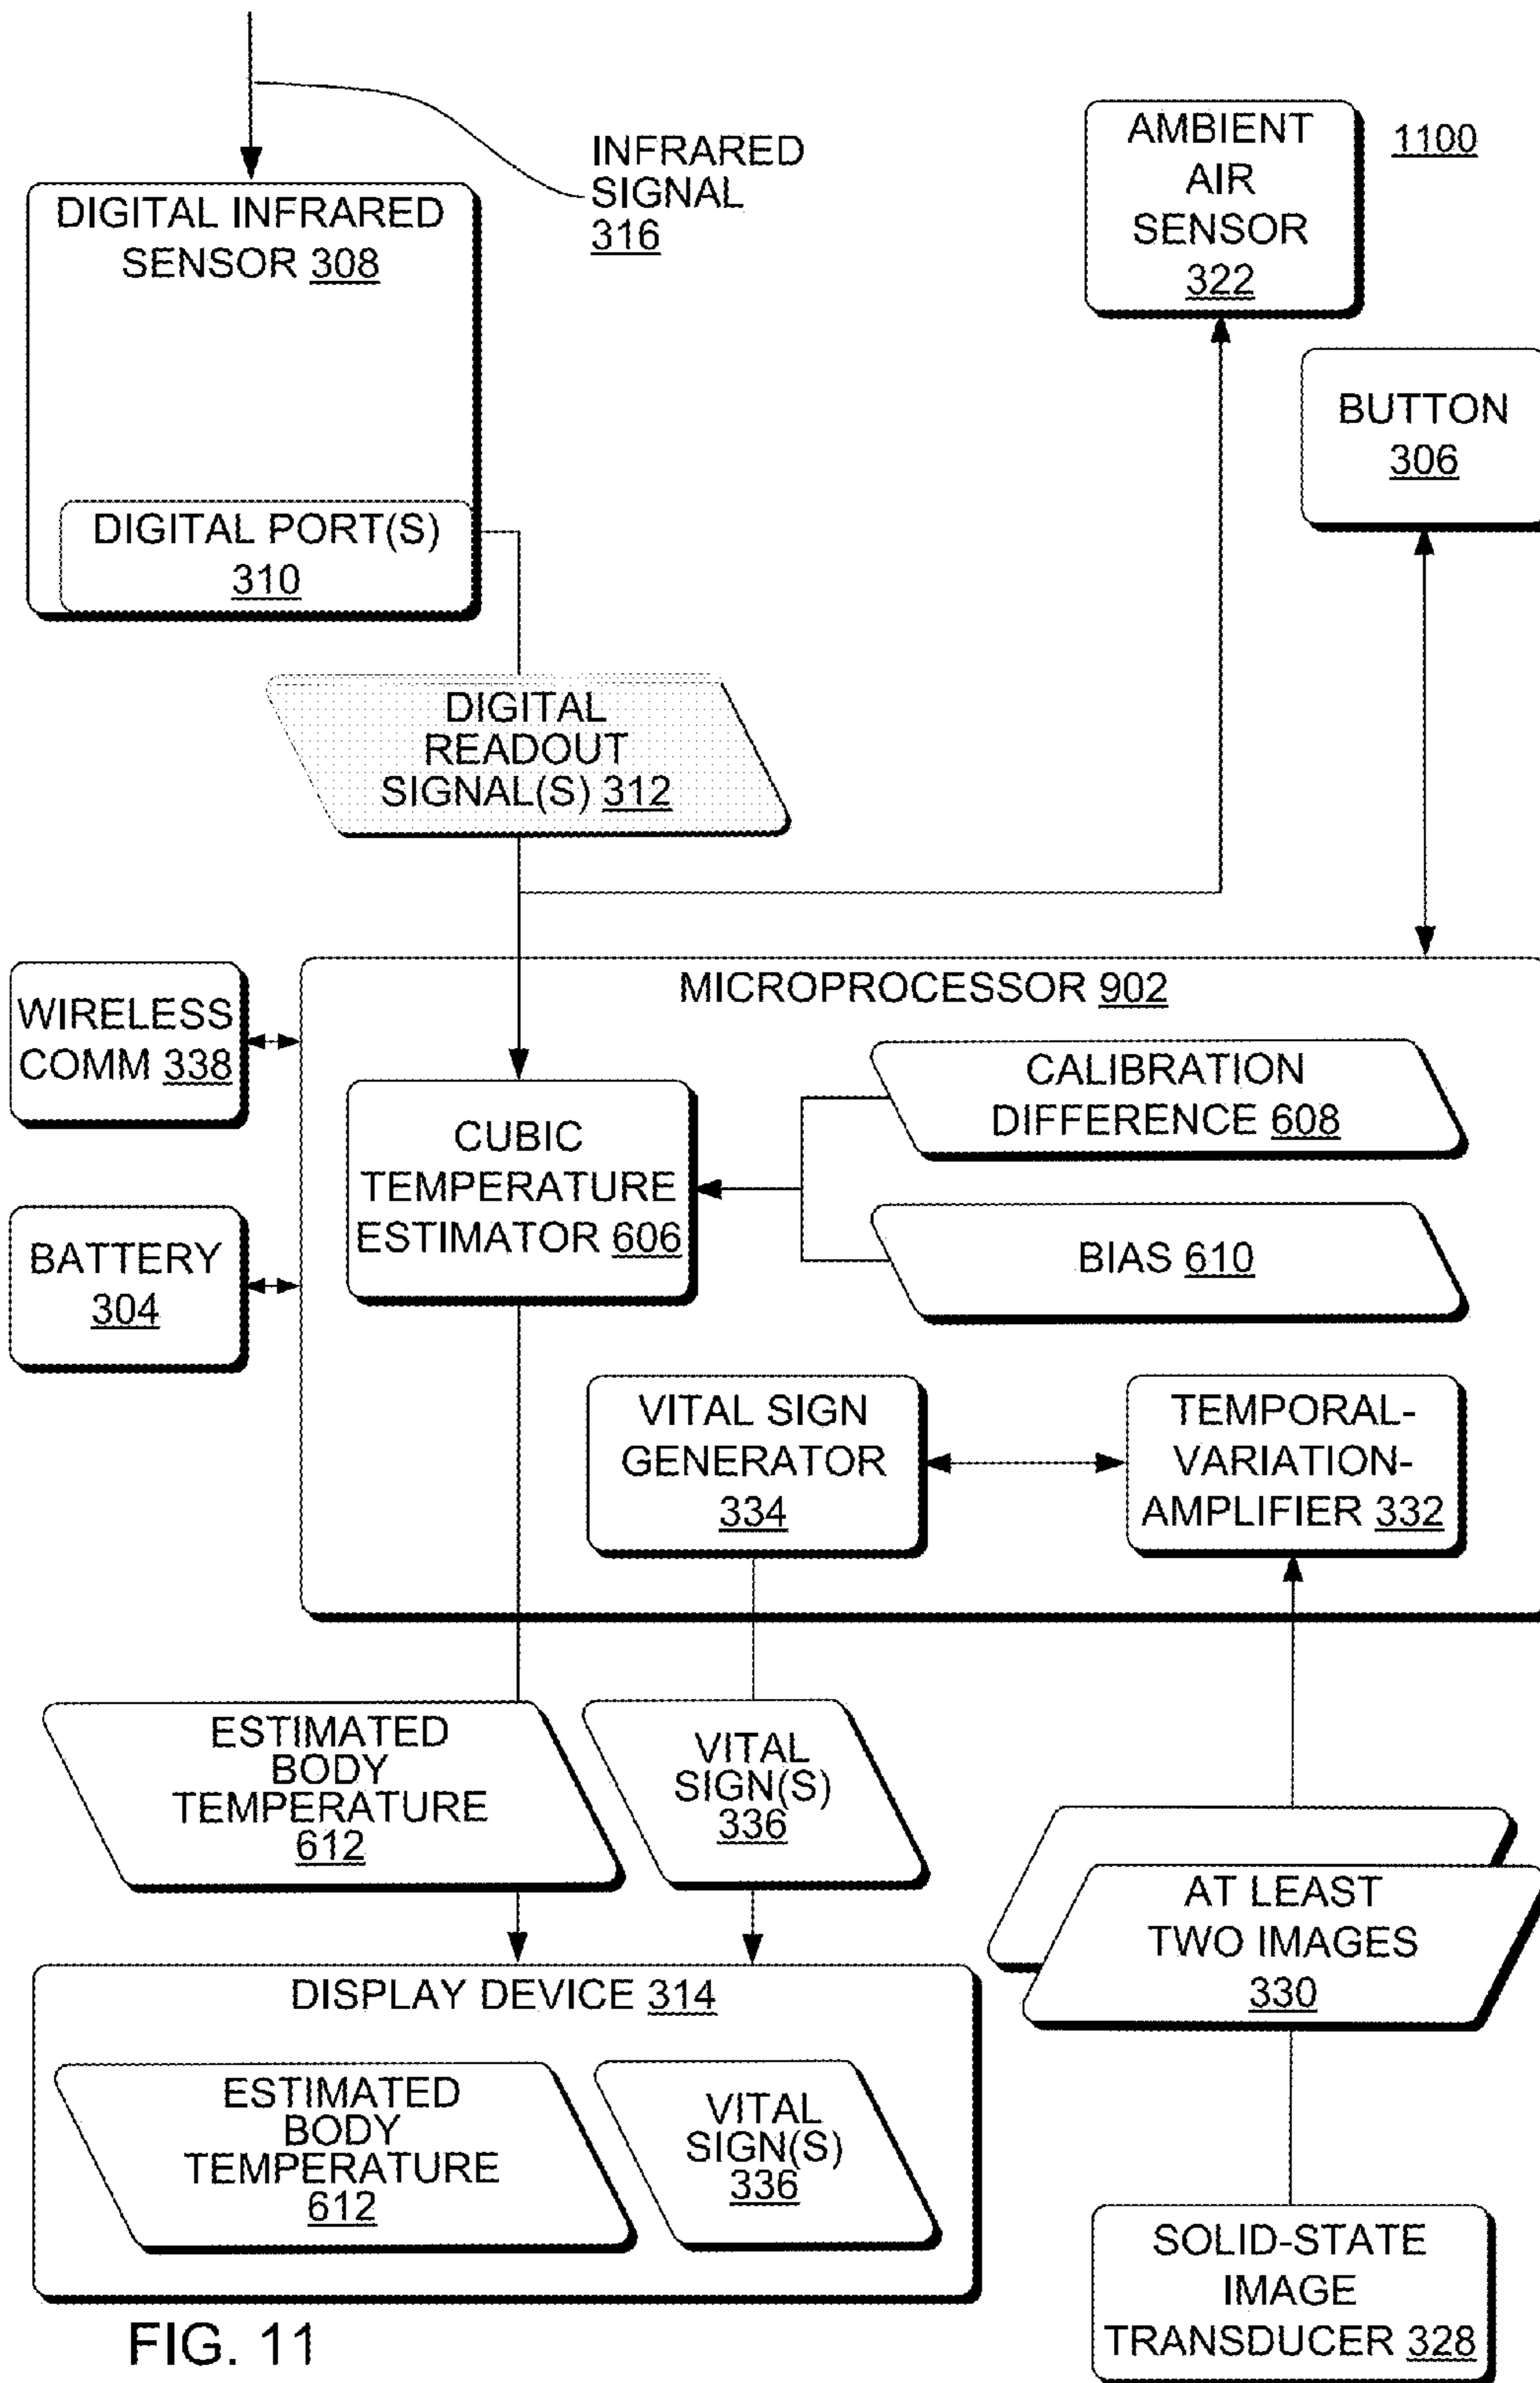 INFRARED
SIGNAL
316
DIGITAL INFRARED
SENSOR 308
DIGITAL PORT(S)
310
AMBIENT
AIR
SENSOR
322
1100
BUTTON
306
DIGITAL
READOUT
SIGNAL(S) 312
MICROPROCESSOR 902
WIRELESS
COMM 338
BATTERY
304
CUBIC
TEMPERATURE
ESTIMATOR 606
CALIBRATION
DIFFERENCE 608
BIAS 610
VITAL SIGN
GENERATOR
334
TEMPORAL-
VARIATION-
AMPLIFIER 332
ESTIMATED
BODY
TEMPERATURE
612
VITAL
SIGN(S)
336
AT LEAST
TWO IMAGES
330
DISPLAY DEVICE 314
ESTIMATED
BODY
TEMPERATURE
612
VITAL
SIGN(S)
336
SOLID-STATE
IMAGE
TRANSDUCER 328
FIG. 11